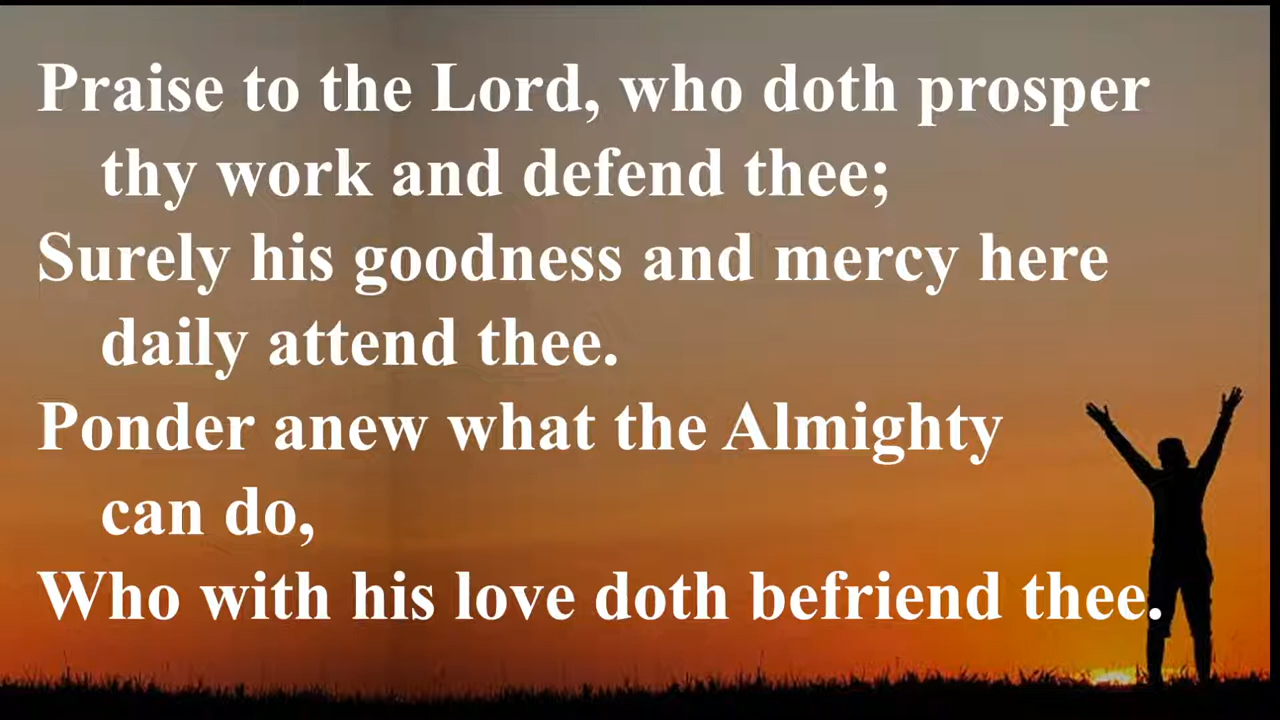 Praise to the Lord, who doth prosper
thy work and defend thee;
Surely his goodness and mercy here
daily attend thee.
Ponder anew what the Almighty
can do,
Who with his love doth befriend thee.